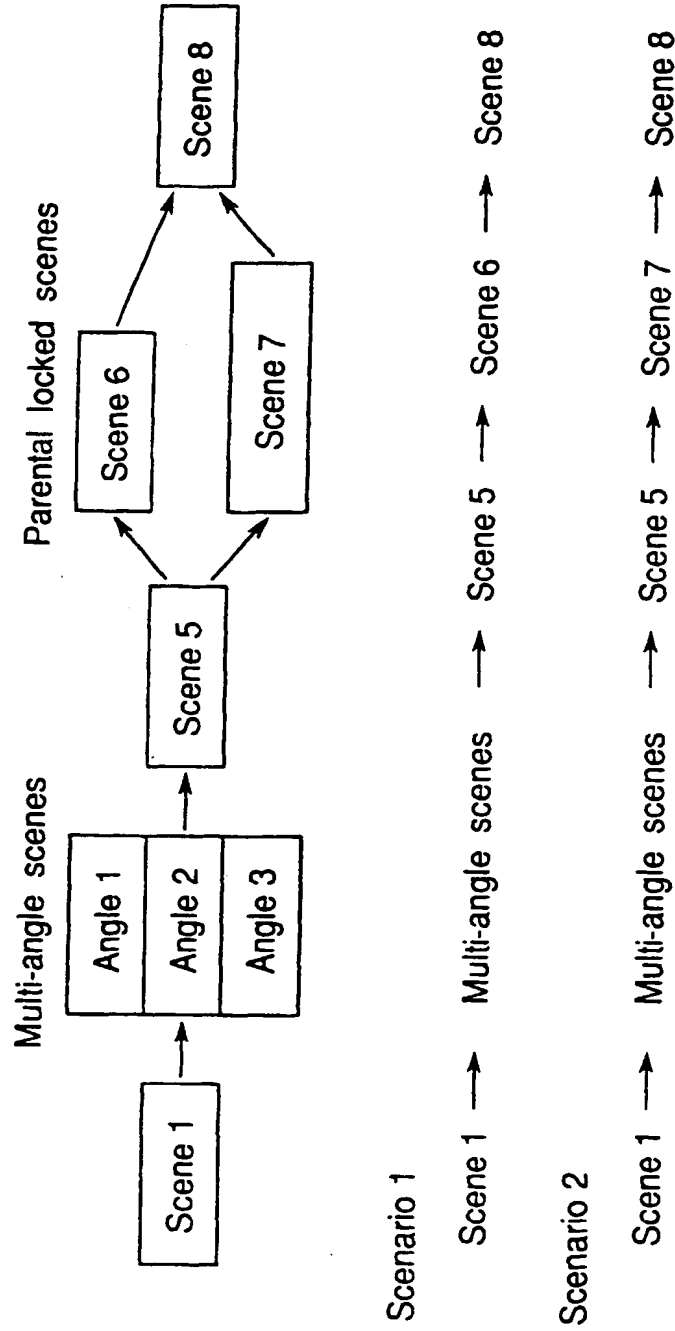 Multi-angle scenes
Parental locked scenes
Scene 1
Angle 1
Angle 2
Angle 3
Scene 5
Scene 6
Scene 7
Scene 8
Scenario 1
Scene 1 → Multi-angle scenes → Scene 5 → Scene 6 → Scene 8
Scenario 2
Scene 1 → Multi-angle scenes → Scene 5 → Scene 7 → Scene 8